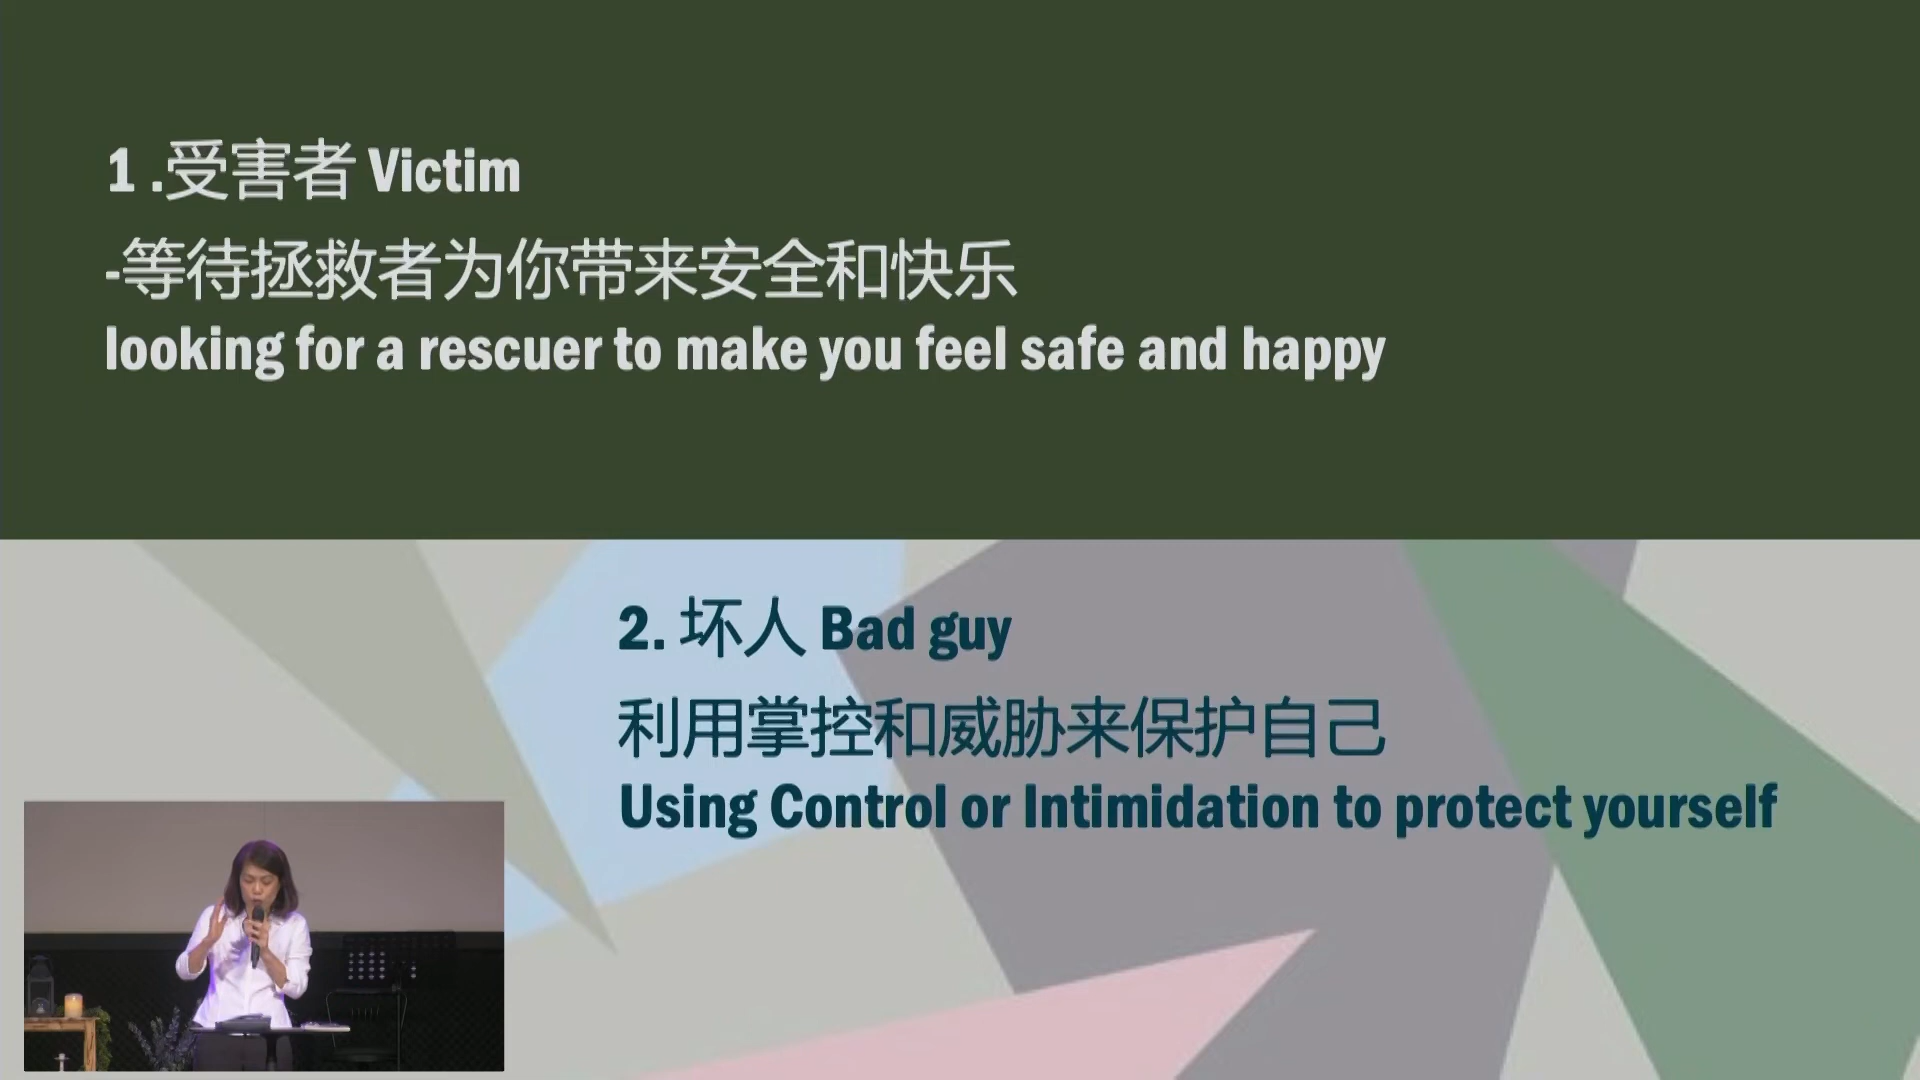 1 .受害者 Victim
-等待拯救者为你带来安全和快乐
looking for a rescuer to make you feel safe and happy
2. 坏人 Bad guy
利用掌控和威胁来保护自己
Using Control or Intimidation to protect yourself